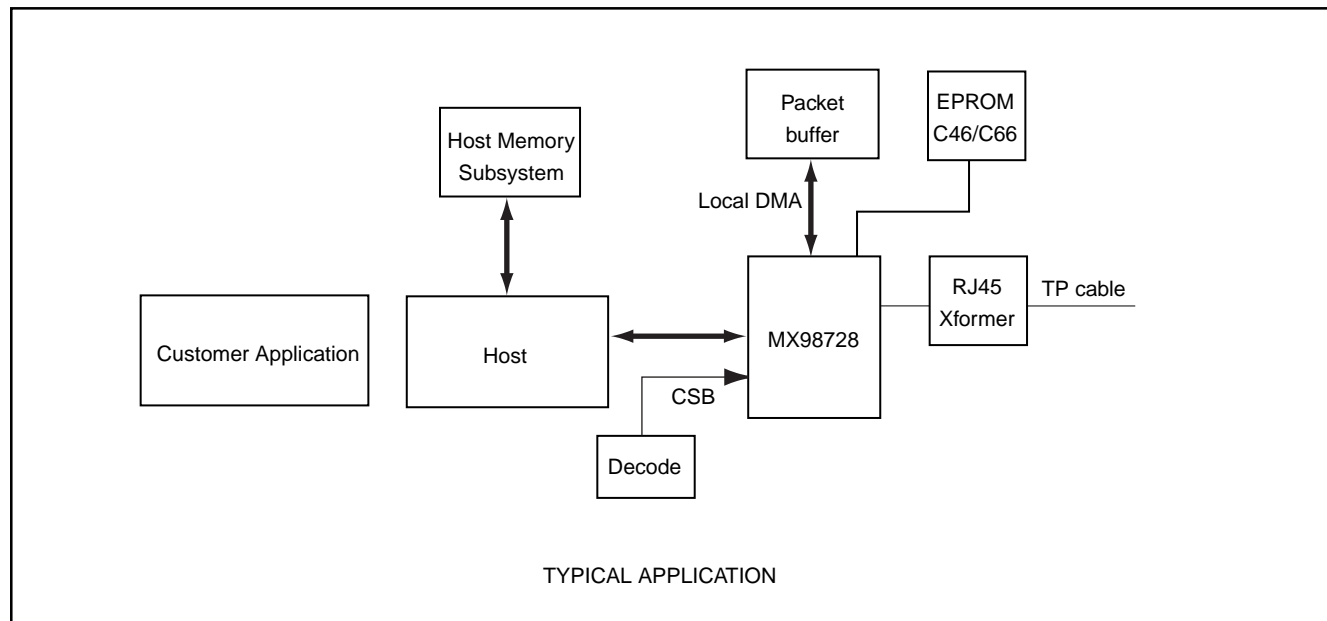 Packet
buffer
EPROM
C46/C66
Host Memory
Subsystem
Local DMA
RJ45
Xformer
TP cable
Customer Application
Host
MX98728
CSB
Decode
TYPICAL APPLICATION